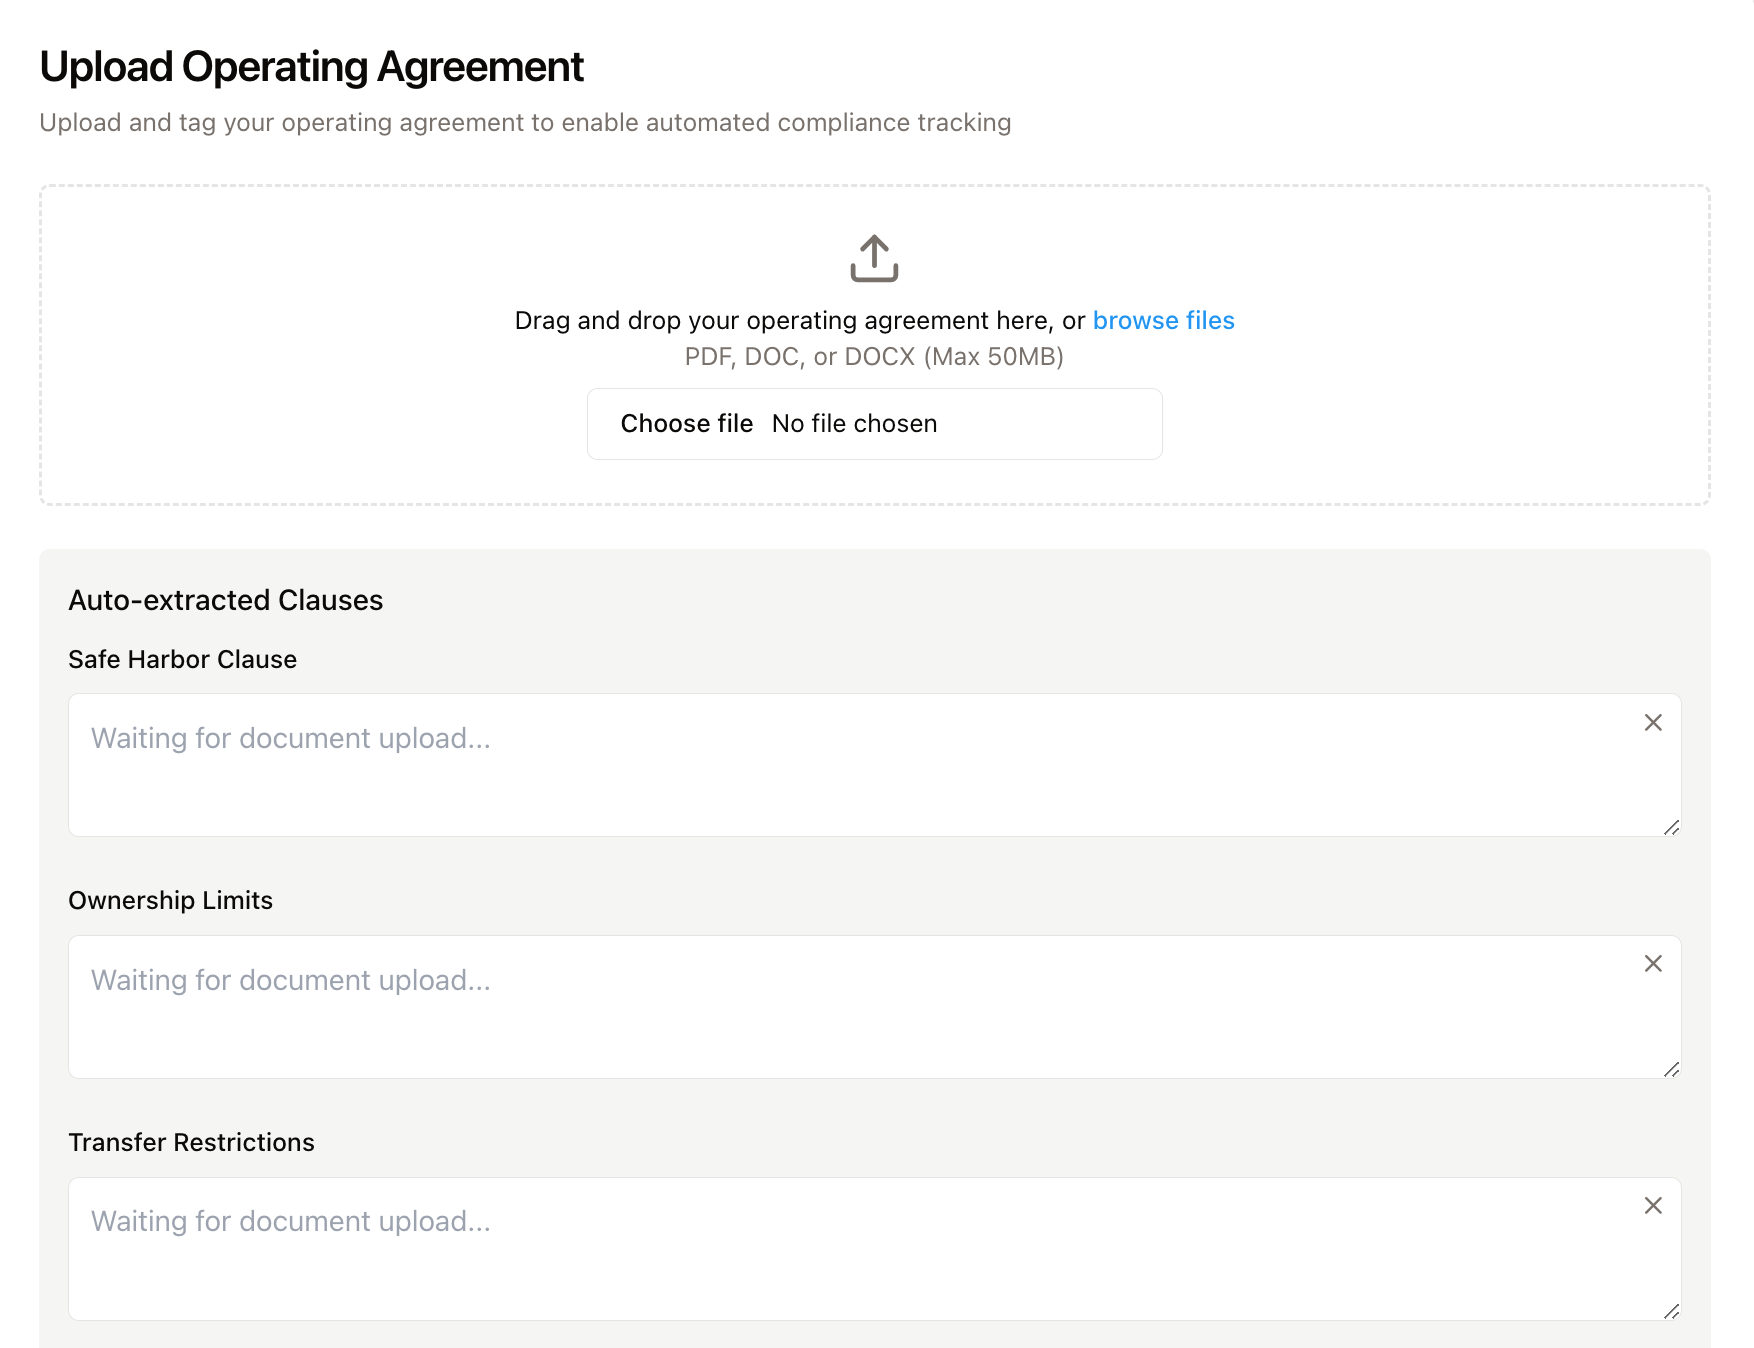 Upload Operating Agreement
Upload and tag your operating agreement to enable automated compliance tracking
Drag and drop your operating agreement here, or browse files
PDF, DOC, or DOCX (Max 50MB)
Choose file No file chosen
Auto-extracted Clauses
Safe Harbor Clause
Waiting for document upload...
Ownership Limits
Waiting for document upload...
Transfer Restrictions
Waiting for document upload...